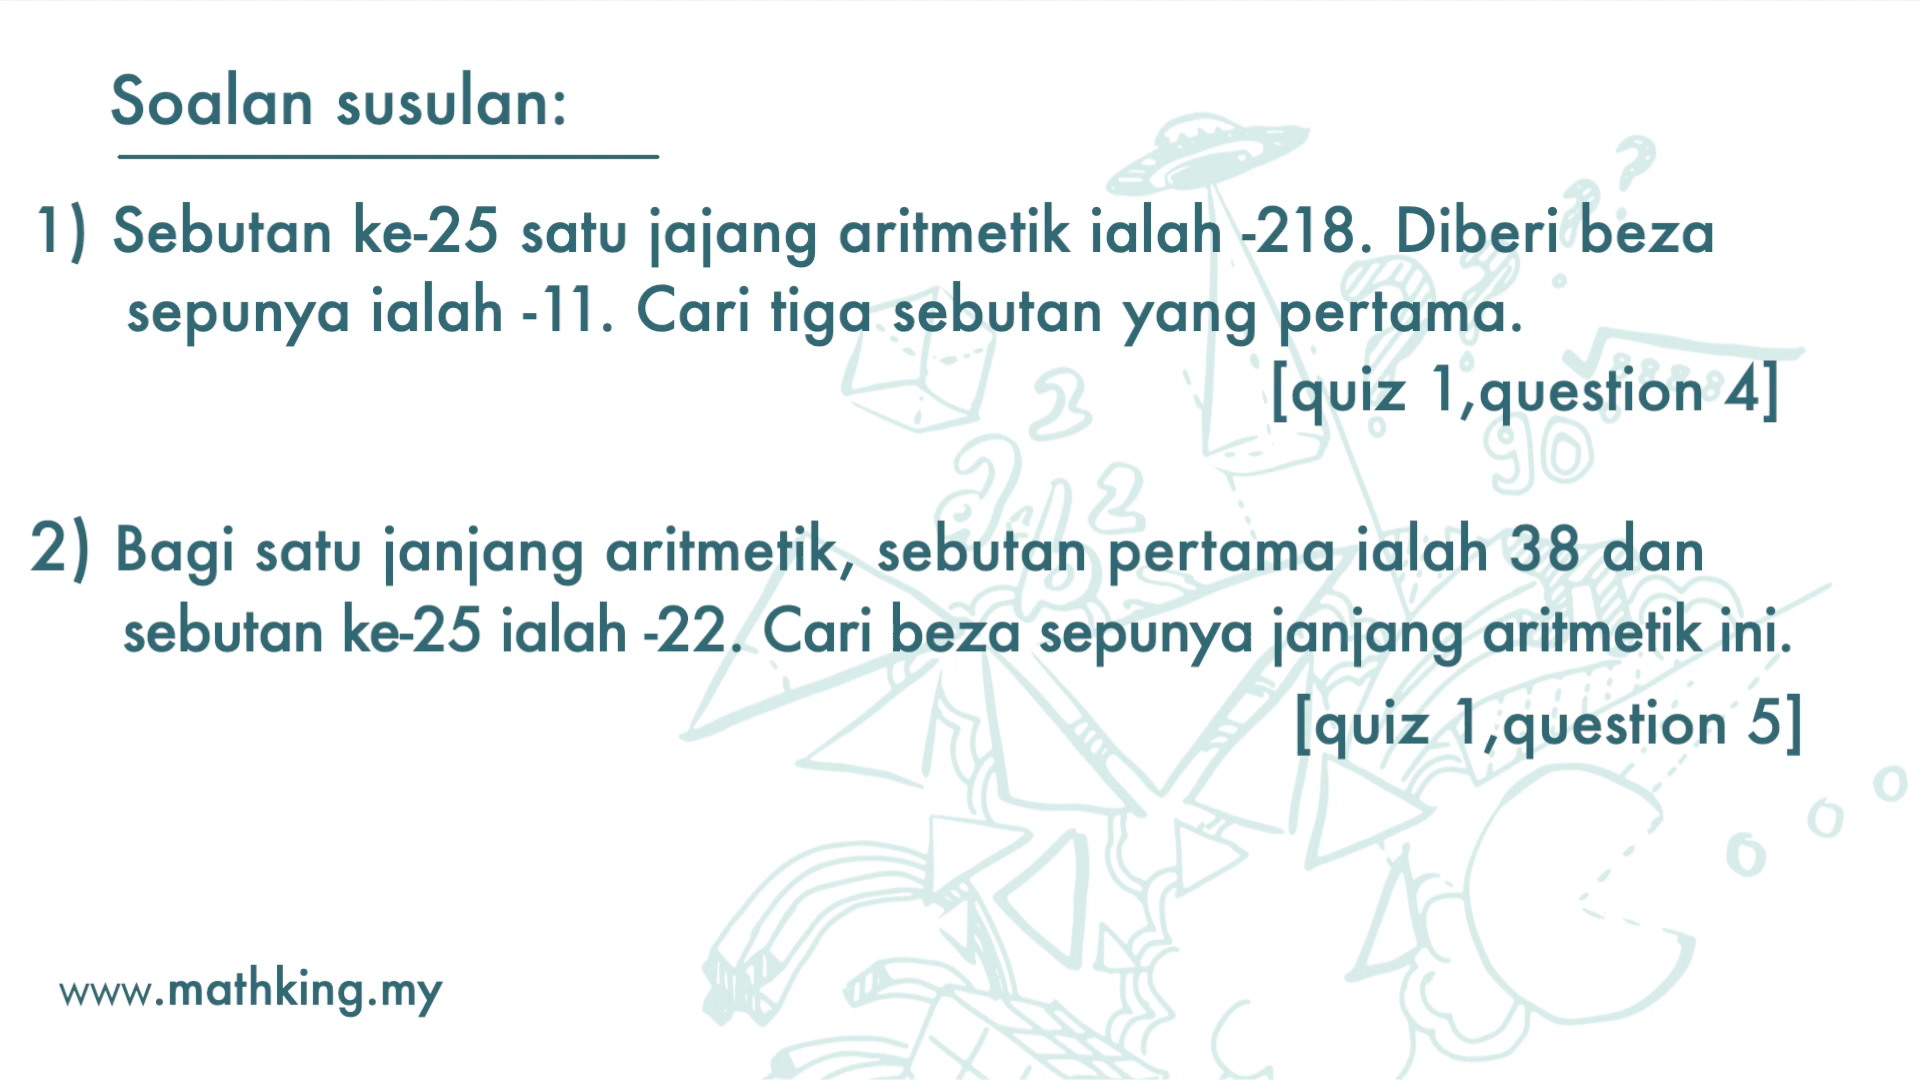 Soalan susulan:
1) Sebutan ke-25 satu jajang aritmetik ialah -218. Diberi beza
sepunya ialah -11. Cari tiga sebutan yang pertama.
[quiz 1,question 4]
2) Bagi satu janjang aritmetik, sebutan pertama ialah 38 dan
sebutan ke-25 ialah -22. Cari beza sepunya janjang aritmetik ini.
[quiz 1,question 5]
www.mathking.my